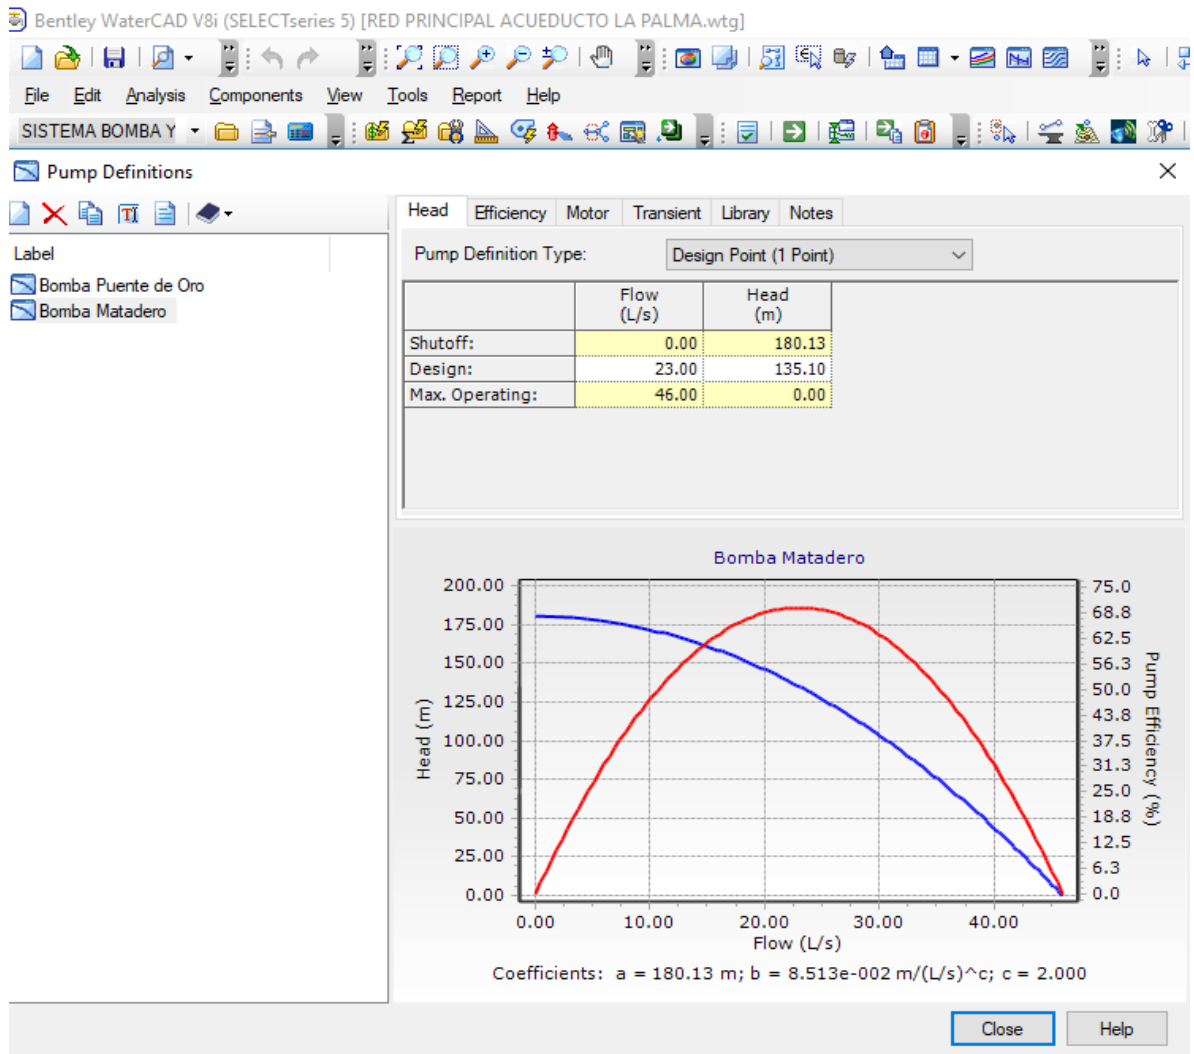 Bentley WaterCAD V8i (SELECTseries 5) [RED PRINCIPAL ACUEDUCTO LA PALMA.wtg]
File Edit Analysis Components View Tools Report Help
SISTEMA BOMBA Y
Pump Definitions
Label
Bomba Puente de Oro
Bomba Matadero
Head Efficiency Motor Transient Library Notes
Pump Definition Type: Design Point (1 Point)
Flow (L/s) Head (m)
Shutoff: 0.00 180.13
Design: 23.00 135.10
Max. Operating: 46.00 0.00
Bomba Matadero
Head (m)
200.00
175.00
150.00
125.00
100.00
75.00
50.00
25.00
0.00
75.0
68.8
62.5
56.3
50.0
43.8
37.5
31.3
25.0
18.8
12.5
6.3
0.0
Pump Efficiency (%)
0.00 10.00 20.00 30.00 40.00
Flow (L/s)
Coefficients: a = 180.13 m; b = 8.513e-002 m/(L/s)^c; c = 2.000
Close Help